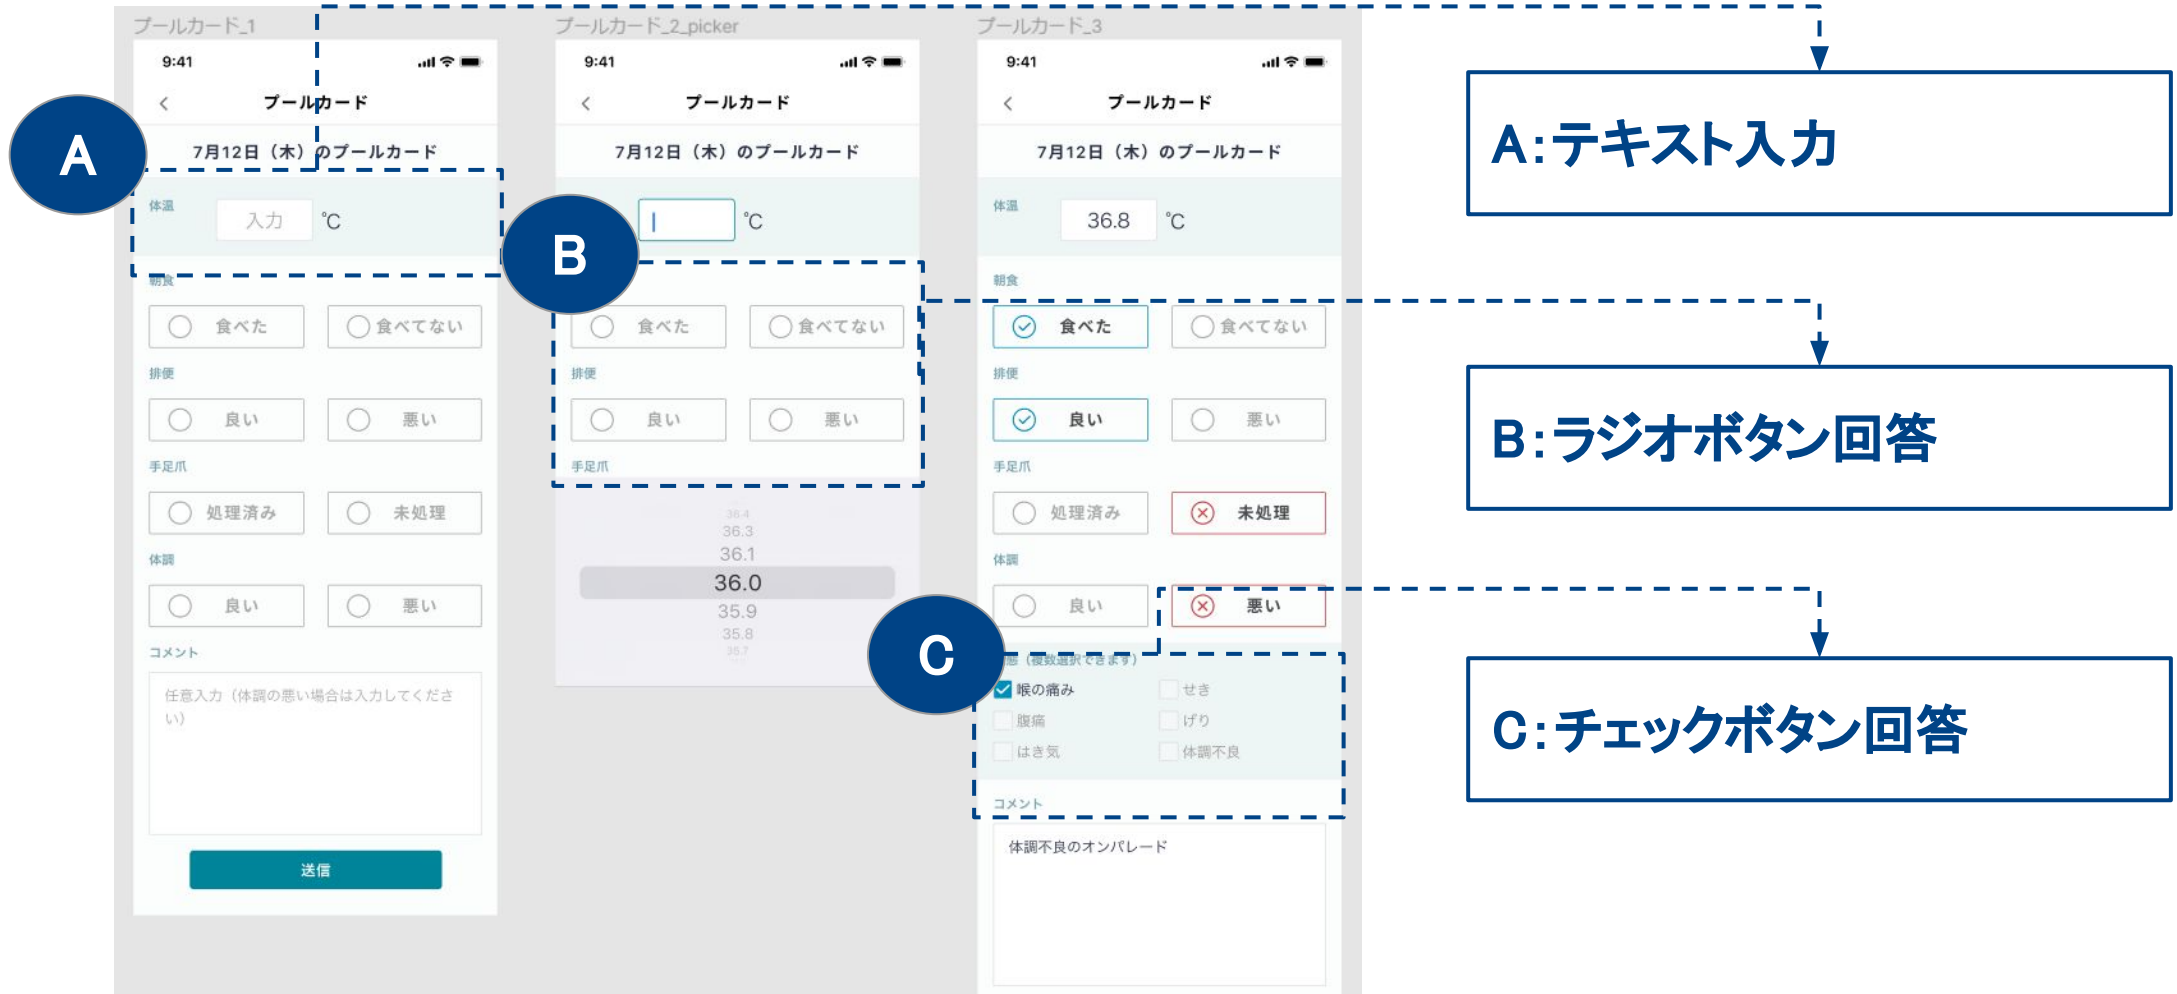 プールカード_1
9:41
プールカード
7月12日（木）のプールカード
体温
入力 ℃
朝食
食べた 食べてない
排便
良い 悪い
手足爪
処理済み 未処理
体調
良い 悪い
コメント
任意入力（体調の悪い場合は入力してくださ
い）
送信
A
プールカード_2_picker
9:41
プールカード
7月12日（木）のプールカード
℃
食べた 食べてない
排便
良い 悪い
手足爪
36.4
36.3
36.1
36.0
35.9
35.8
35.7
B
プールカード_3
9:41
プールカード
7月12日（木）のプールカード
体温
36.8 ℃
朝食
食べた 食べてない
排便
良い 悪い
手足爪
処理済み 未処理
体調
良い 悪い
態（複数選択できます）
喉の痛み せき
腹痛 げり
はき気 体調不良
コメント
体調不良のオンパレード
C
A：テキスト入力
B：ラジオボタン回答
C：チェックボタン回答